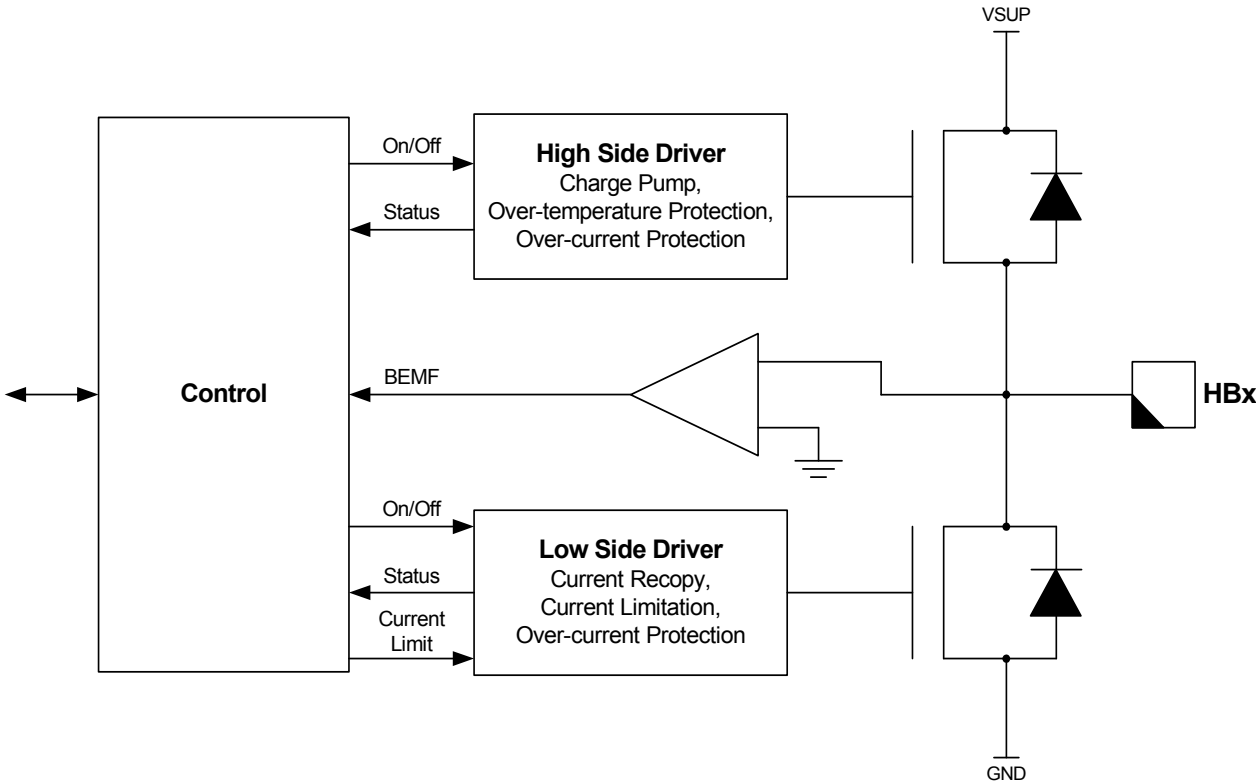 VSUP
On/Off
High Side Driver
Charge Pump,
Over-temperature Protection,
Over-current Protection
Status
Control
BEMF
HBx
On/Off
Low Side Driver
Current Recopy,
Current Limitation,
Over-current Protection
Status
Current
Limit
GND